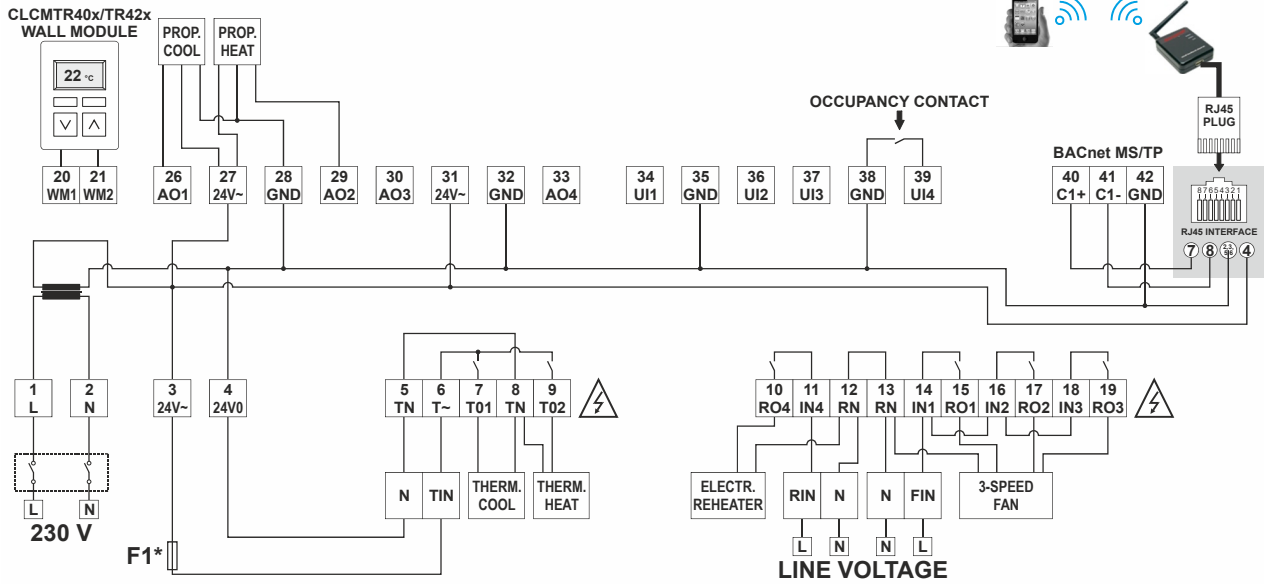 CLCMTR40x/TR42x
WALL MODULE
22 °C
PROP.
COOL
PROP.
HEAT
OCCUPANCY CONTACT
RJ45
PLUG
BACnet MS/TP
20
WM1
21
WM2
26
AO1
27
24V~
28
GND
29
AO2
30
AO3
31
24V~
32
GND
33
AO4
34
UI1
35
GND
36
UI2
37
UI3
38
GND
39
UI4
40
C1+
41
C1-
42
GND
87654321
RJ45 INTERFACE
7
8
2,3,
5,6
4
1
L
2
N
3
24V~
4
24V0
5
TN
6
T~
7
T01
8
TN
9
T02
10
RO4
11
IN4
12
RN
13
RN
14
IN1
15
RO1
16
IN2
17
RO2
18
IN3
19
RO3
L
N
230 V
F1*
N
TIN
THERM.
COOL
THERM.
HEAT
ELECTR.
REHEATER
RIN
N
N
FIN
3-SPEED
FAN
L
N
N
L
LINE VOLTAGE